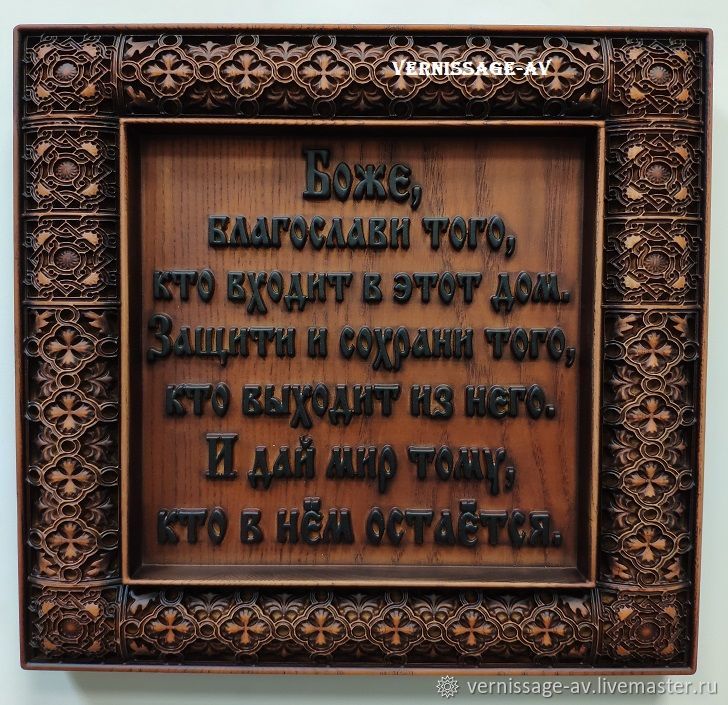 VERNISSAGE-AV
Боже,
благослави того,
кто входит в этот дом.
Защити и сохрани того,
кто выходит из него.
И дай мир тому,
кто в нём остаётся.
vernissage-av.livemaster.ru